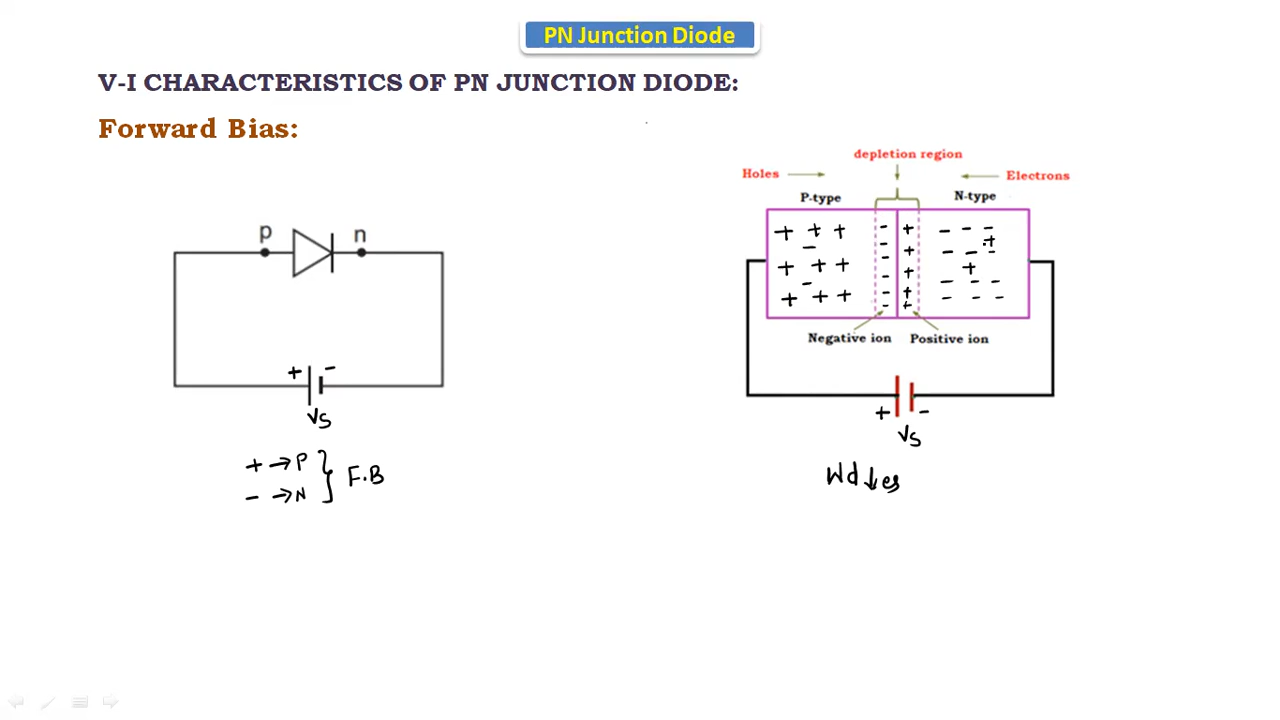 PN Junction Diode
V-I CHARACTERISTICS OF PN JUNCTION DIODE:
Forward Bias:
p n
+ -
Vs
+ → P } F.B
- → N
depletion region
Holes Electrons
P-type N-type
+ + + - + - - -
- - + - - - +
+ + + - + +
- - + - - -
+ + + - + - - -
- +
Negative ion Positive ion
+ -
Vs
Wd↓es